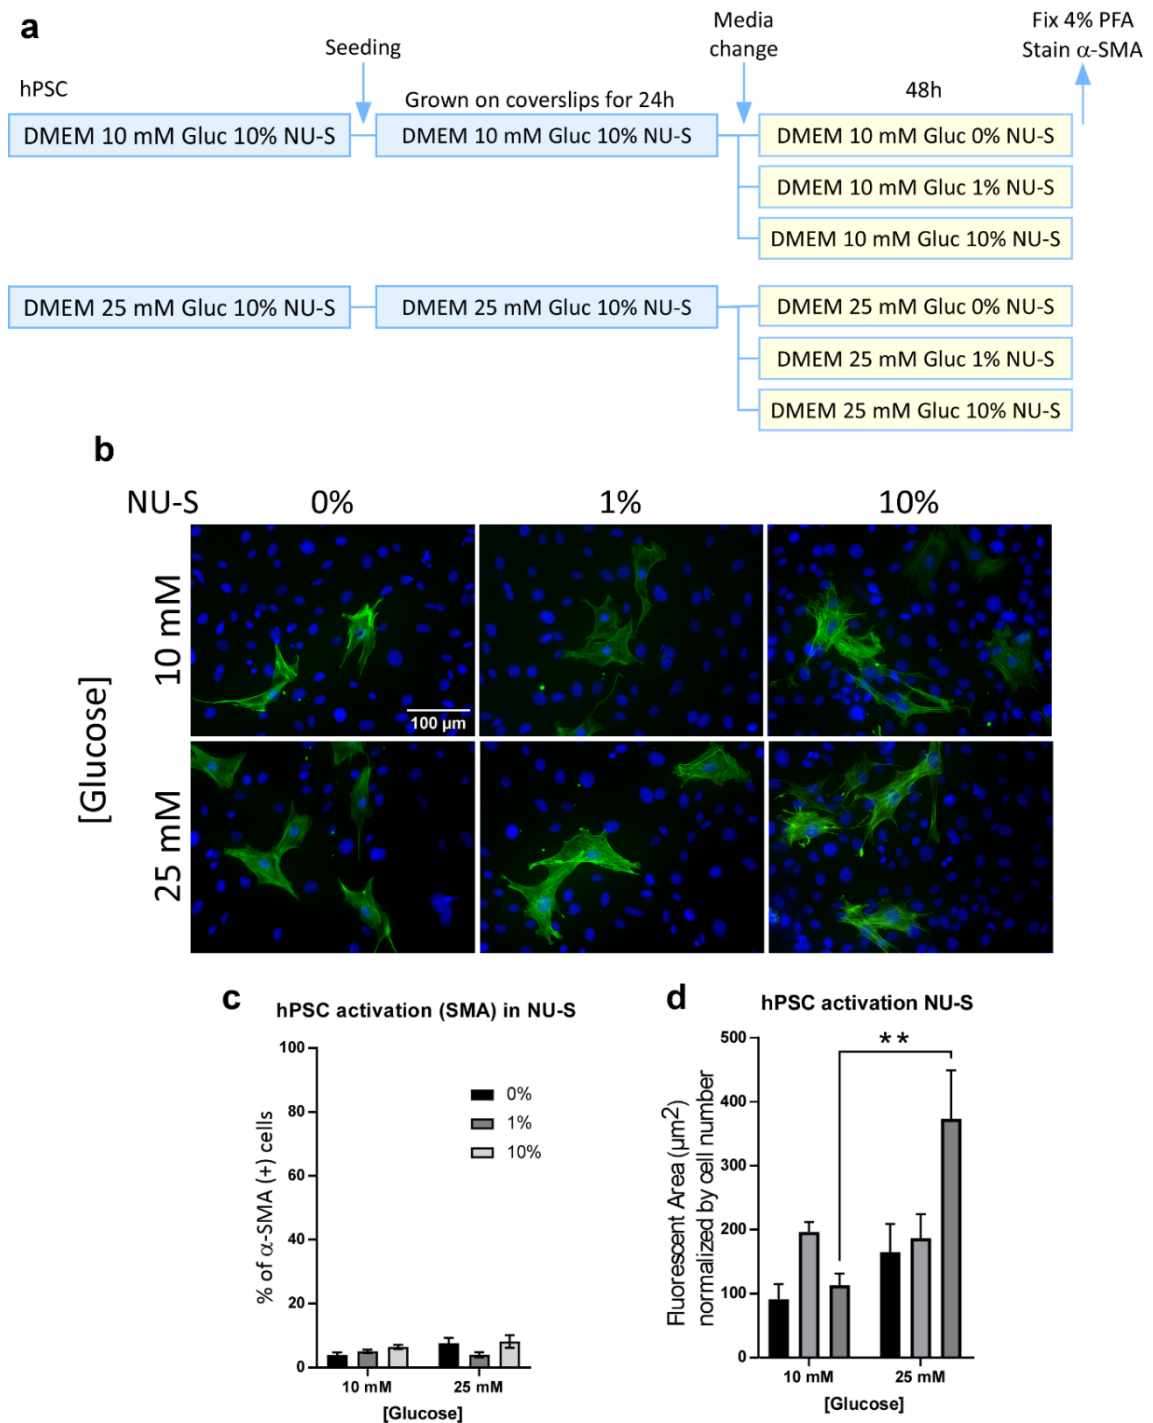 a
Seeding
Media
change
Fix 4% PFA
Stain α-SMA
hPSC
Grown on coverslips for 24h
48h
DMEM 10 mM Gluc 10% NU-S
DMEM 10 mM Gluc 10% NU-S
DMEM 10 mM Gluc 0% NU-S
DMEM 10 mM Gluc 1% NU-S
DMEM 10 mM Gluc 10% NU-S
DMEM 25 mM Gluc 10% NU-S
DMEM 25 mM Gluc 10% NU-S
DMEM 25 mM Gluc 0% NU-S
DMEM 25 mM Gluc 1% NU-S
DMEM 25 mM Gluc 10% NU-S
b
NU-S 0% 1% 10%
[Glucose]
10 mM
25 mM
100 µm
c
hPSC activation (SMA) in NU-S
% of α-SMA (+) cells
100
80
60
40
20
0
0%
1%
10%
10 mM 25 mM
[Glucose]
d
hPSC activation NU-S
Fluorescent Area (µm2)
normalized by cell number
500
400
300
200
100
0
**
10 mM 25 mM
[Glucose]